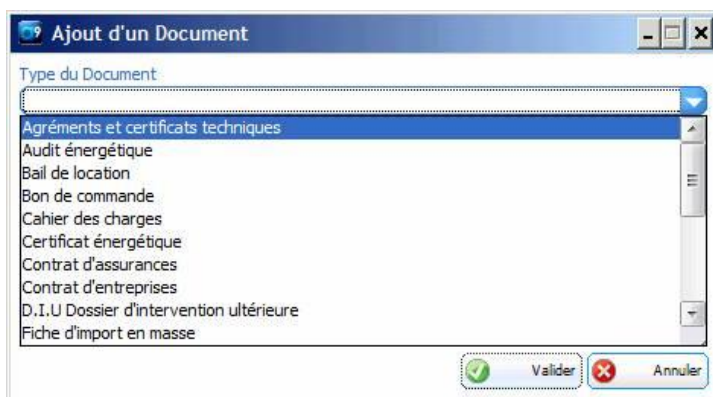 Ajout d'un Document
Type du Document
Agréments et certificats techniques
Audit énergétique
Bail de location
Bon de commande
Cahier des charges
Certificat énergétique
Contrat d'assurances
Contrat d'entreprises
D.I.U Dossier d'intervention ultérieure
Fiche d'import en masse
Valider Annuler